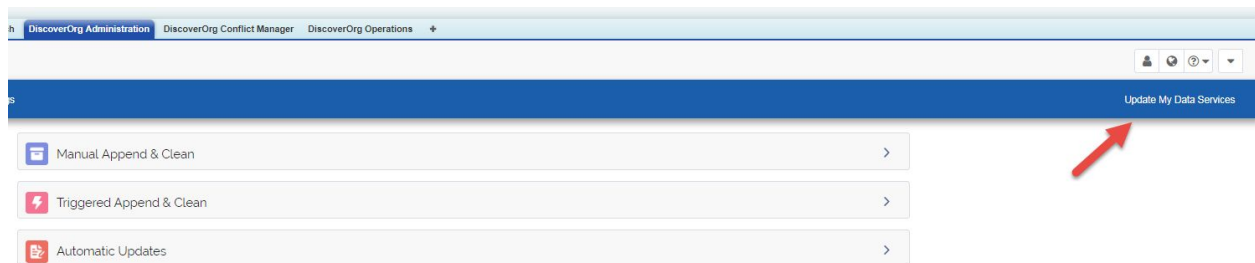 h DiscoverOrg Administration DiscoverOrg Conflict Manager DiscoverOrg Operations +
gs Update My Data Services
Manual Append & Clean
Triggered Append & Clean
Automatic Updates